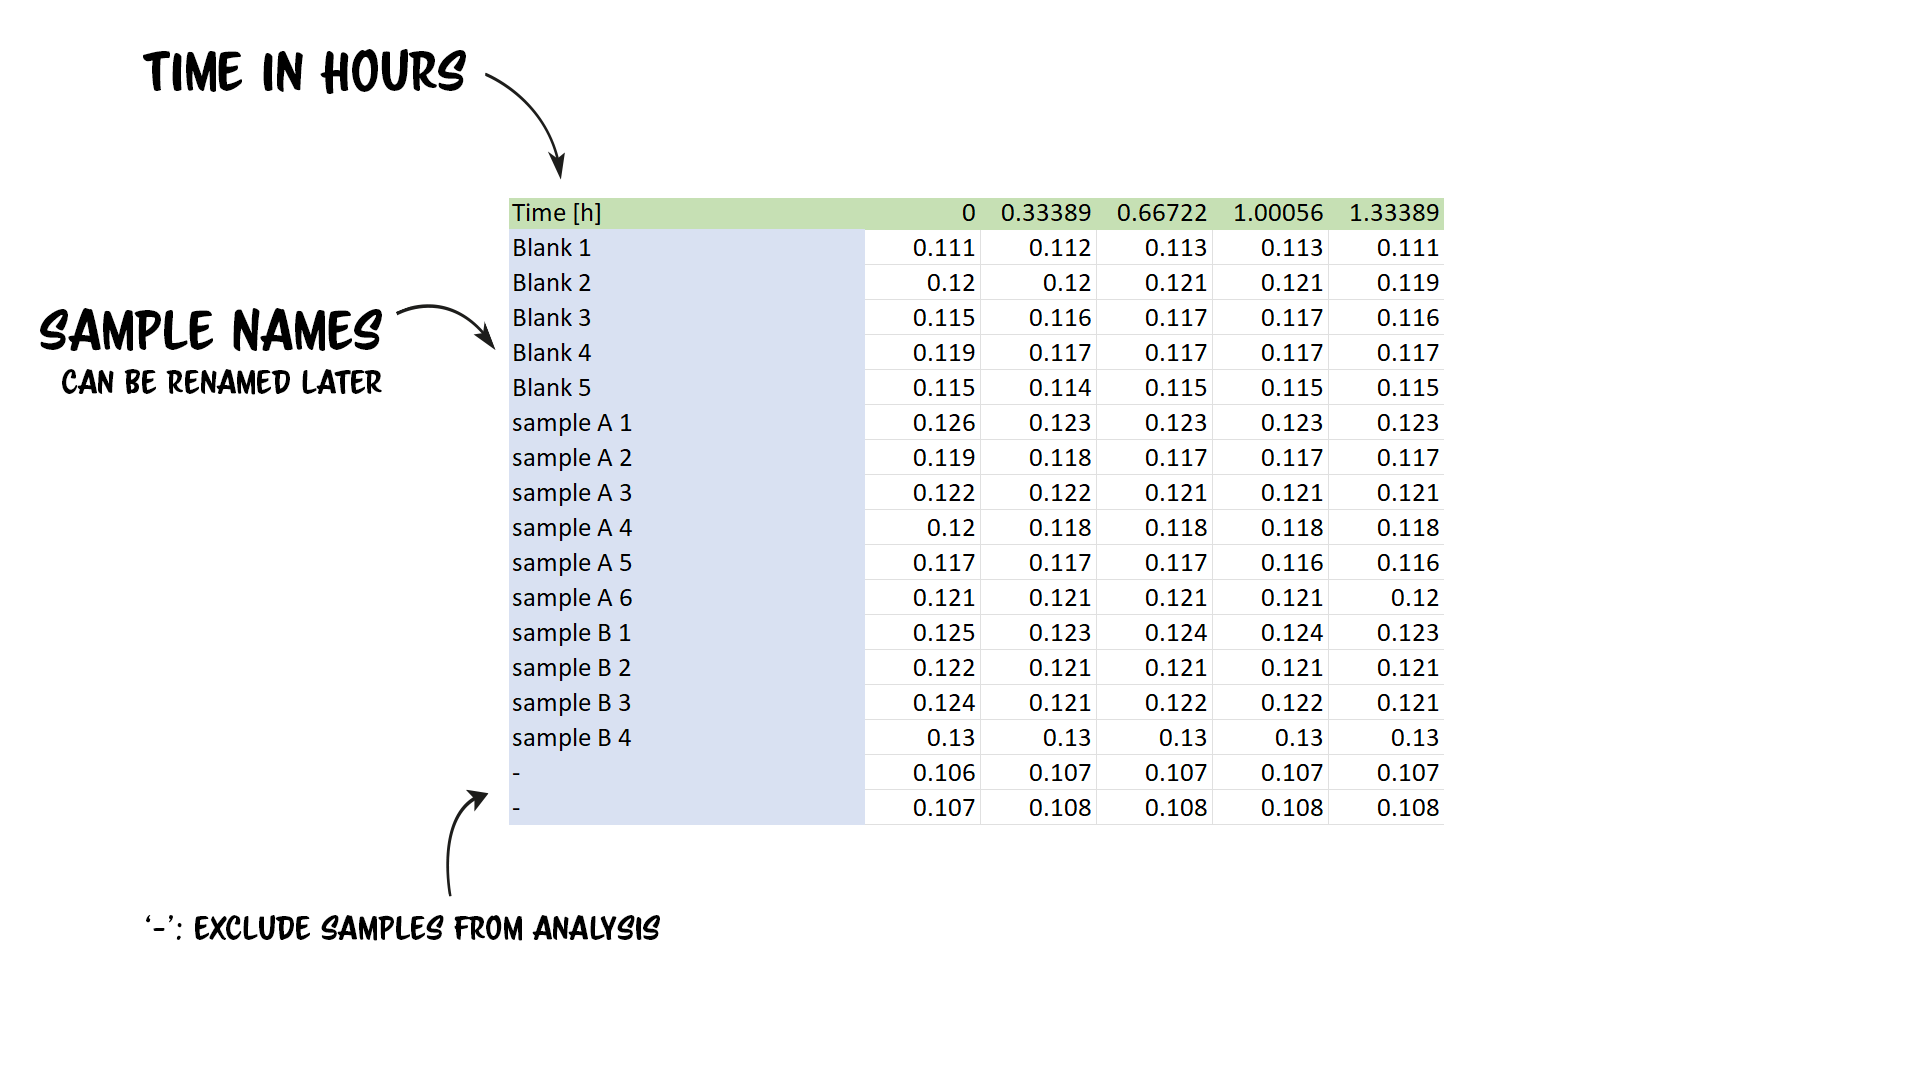 TIME IN HOURS
Time [h] 0 0.33389 0.66722 1.00056 1.33389
Blank 1 0.111 0.112 0.113 0.113 0.111
Blank 2 0.12 0.12 0.121 0.121 0.119
SAMPLE NAMES
CAN BE RENAMED LATER
Blank 3 0.115 0.116 0.117 0.117 0.116
Blank 4 0.119 0.117 0.117 0.117 0.117
Blank 5 0.115 0.114 0.115 0.115 0.115
sample A 1 0.126 0.123 0.123 0.123 0.123
sample A 2 0.119 0.118 0.117 0.117 0.117
sample A 3 0.122 0.122 0.121 0.121 0.121
sample A 4 0.12 0.118 0.118 0.118 0.118
sample A 5 0.117 0.117 0.117 0.116 0.116
sample A 6 0.121 0.121 0.121 0.121 0.12
sample B 1 0.125 0.123 0.124 0.124 0.123
sample B 2 0.122 0.121 0.121 0.121 0.121
sample B 3 0.124 0.121 0.122 0.122 0.121
sample B 4 0.13 0.13 0.13 0.13 0.13
- 0.106 0.107 0.107 0.107 0.107
- 0.107 0.108 0.108 0.108 0.108
‘-’: EXCLUDE SAMPLES FROM ANALYSIS